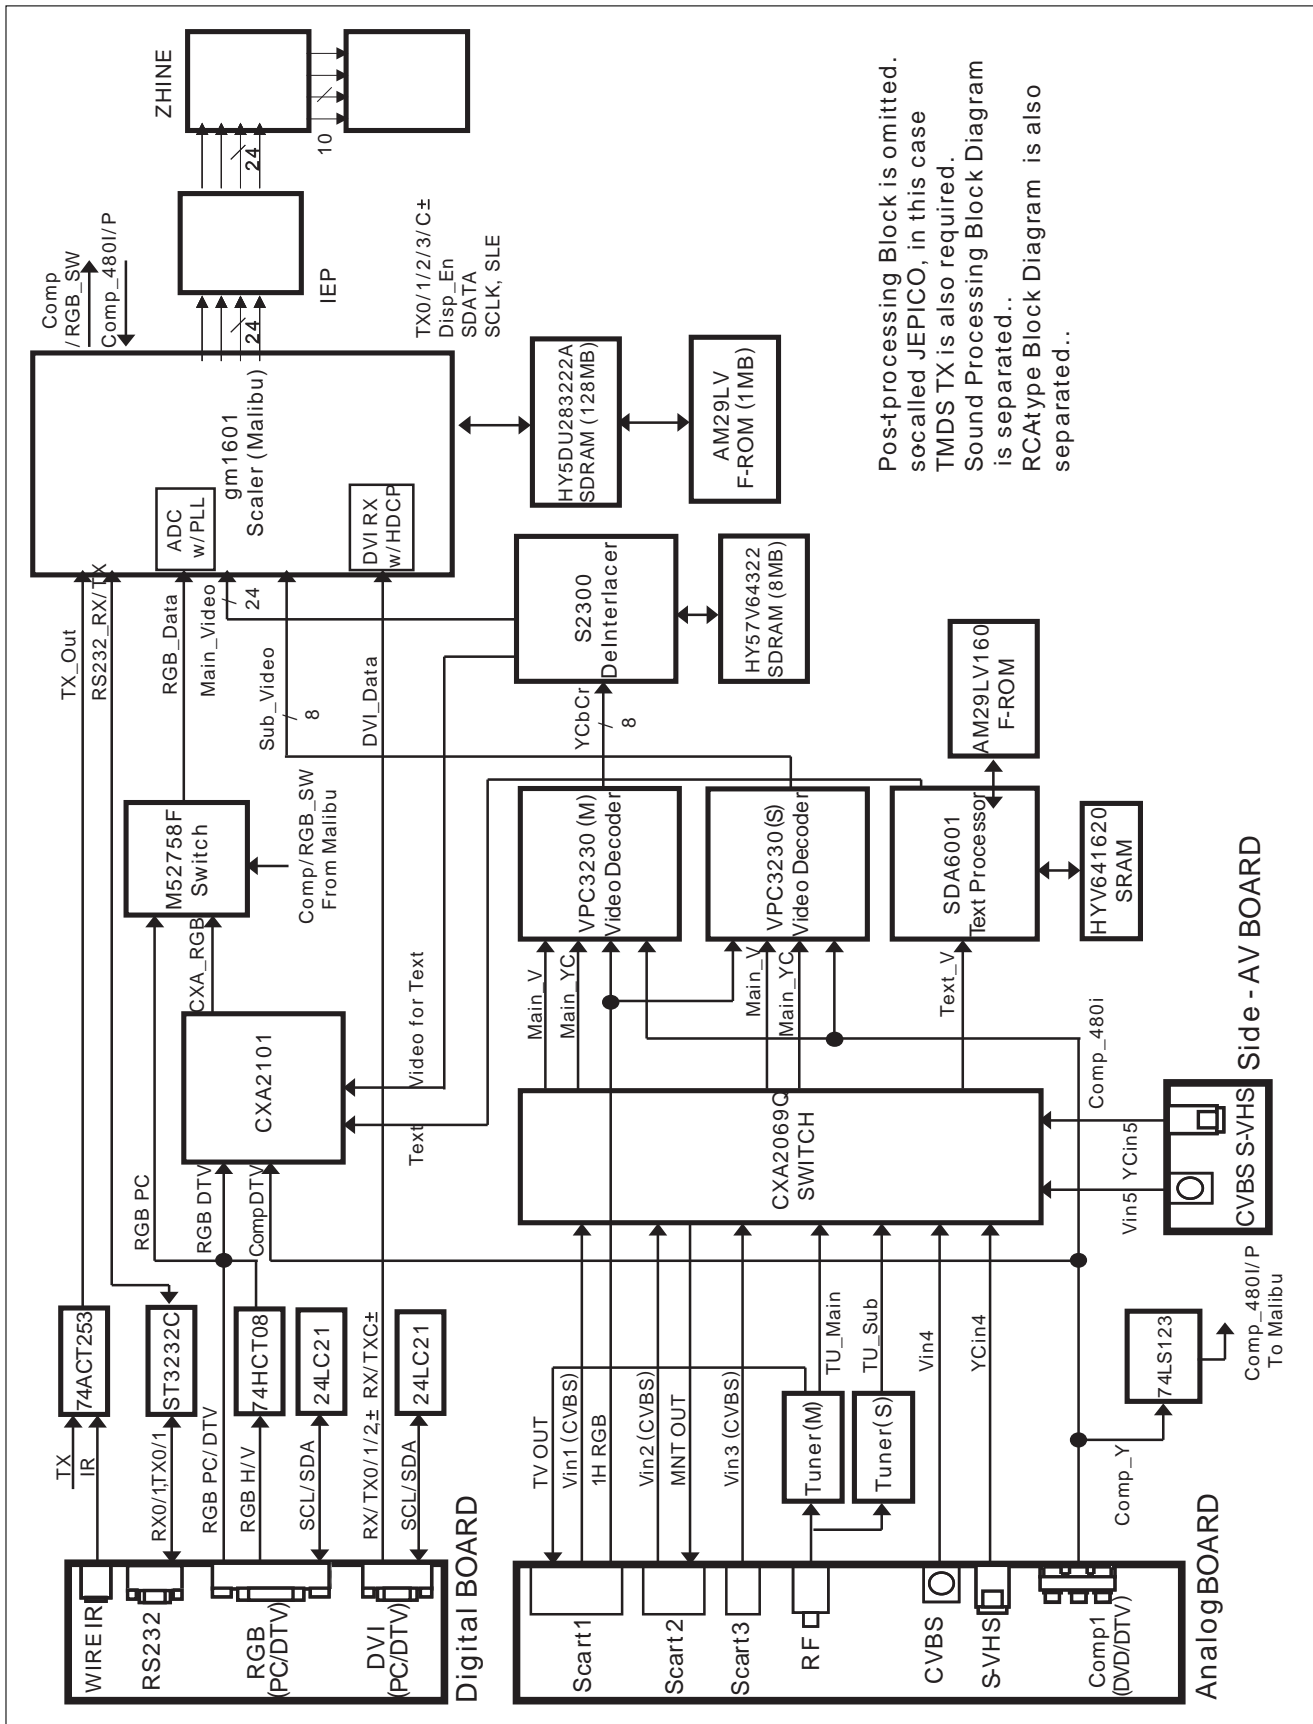 ZHINE
10
24
IEP
24
Comp
/RGB_SW
Comp_480I/P
TX0/1/2/3/C±
Disp_En
SDATA
SCLK, SLE
gm1601
Scaler (Malibu)
ADC
w/PLL
DVI RX
w/HDCP
HY5DU283222A
SDRAM (128MB)
AM29LV
F-ROM (1MB)
Pos-tprocessing Block is omitted.
socalled JEPICO, in this case
TMDS TX is also required.
Sound Processing Block Diagram
is separated..
RCAtype Block Diagram is also
separated..
TX_Out
RS232_RX/TX
RGB_Data
Main_Video
24
Sub_Video
8
DVI_Data
S2300
DeInterlacer
HY57V64322
SDRAM (8MB)
YCbCr
8
AM29LV160
F-ROM
M52758F
Switch
Comp/RGB_SW
From Malibu
CXA_RGB
VPC3230 (M)
Video Decoder
VPC3230 (S)
Video Decoder
SDA6001
Text Processor
HYV641620
SRAM
CXA2101
Video for Text
Text
Main_V
Main_YC
Main_V
Main_YC
Text_V
Comp_480i
CXA2069Q
SWITCH
RGB PC
RGB DTV
CompDTV
Vin5
YCin5
CVBS S-VHS
Side - AV BOARD
74ACT253
ST3232C
74HCT08
24LC21
24LC21
TX
IR
RX0/1,TX0/1
RGB PC/DTV
RGB H/V
SCL/SDA
RX/TX0/1/2,± RX/TXC±
SCL/SDA
TV OUT
Vin1 (CVBS)
1H RGB
Vin2 (CVBS)
MNT OUT
Vin3 (CVBS)
TU_Main
Tuner(M)
TU_Sub
Tuner(S)
Vin4
YCin4
74LS123
Comp_480I/P
To Malibu
Comp_Y
WIREIR
RS232
RGB
(PC/DTV)
DVI
(PC/DTV)
Digital BOARD
Scart1
Scart2
Scart3
RF
CVBS
S-VHS
Comp1
(DVD/DTV)
AnalogBOARD